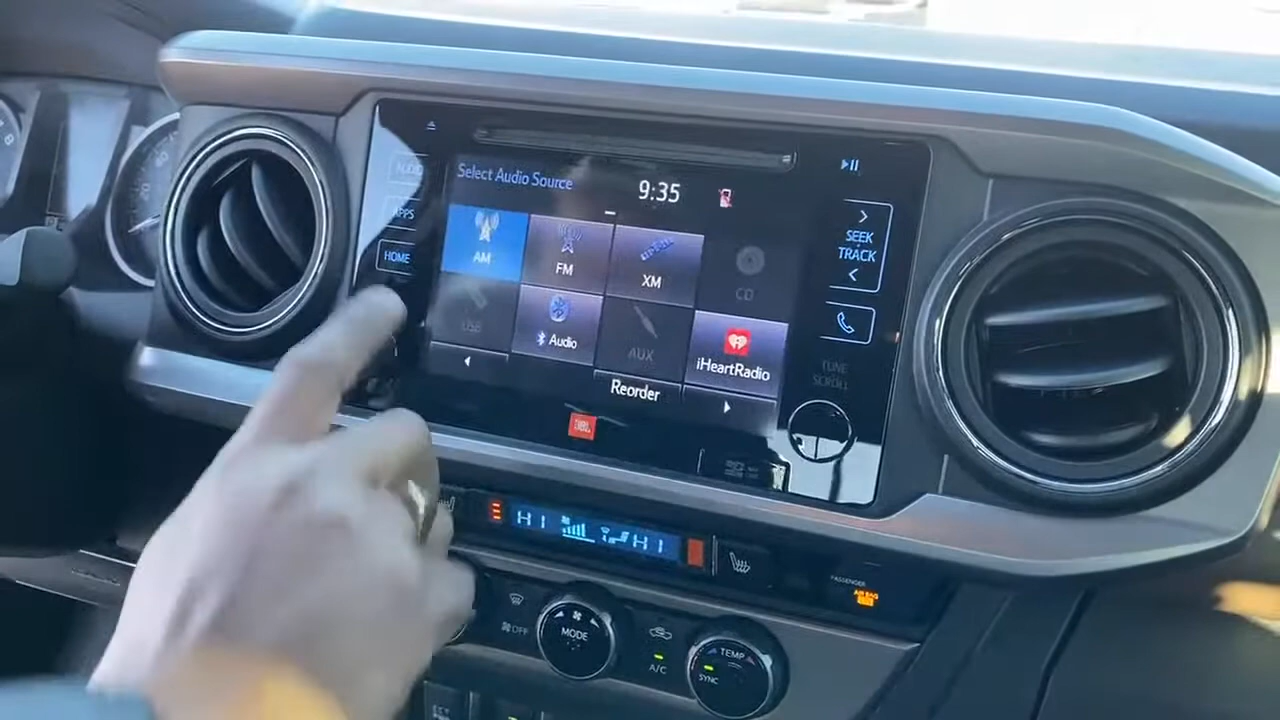 AUDIO
APPS
HOME
Select Audio Source
9:35
AM
FM
XM
CD
USB
Audio
AUX
iHeartRadio
Reorder
JBL
SEEK
TRACK
TUNE
SCROLL
HI
HI
PASSENGER
AIR BAG
OFF
MODE
A/C
TEMP
SYNC